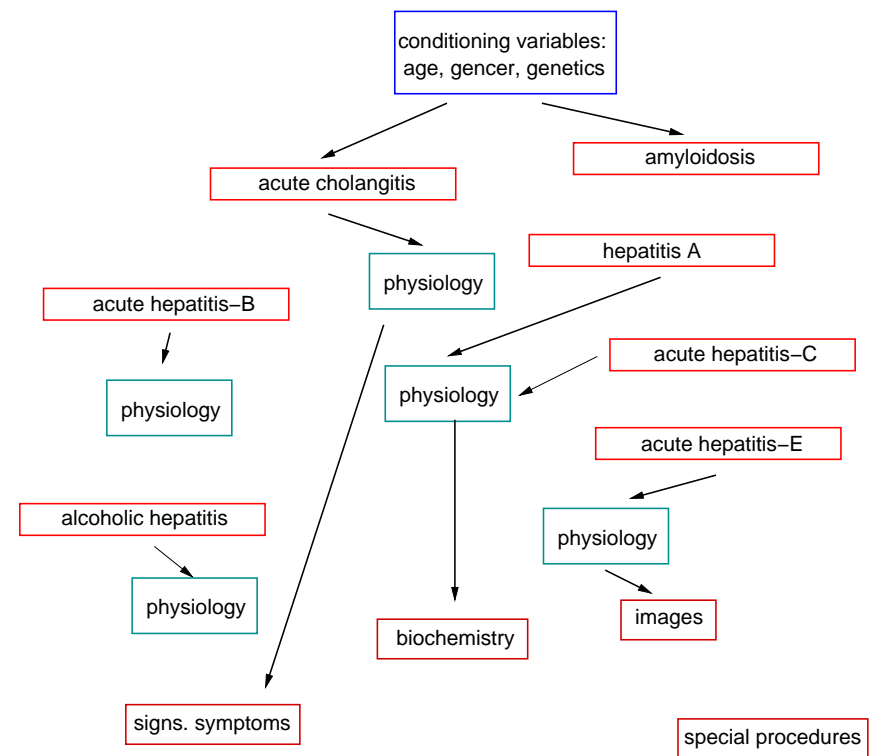 conditioning variables:
age, gencer, genetics
amyloidosis
acute cholangitis
hepatitis A
physiology
acute hepatitis−B
acute hepatitis−C
physiology
physiology
acute hepatitis−E
alcoholic hepatitis
physiology
physiology
images
biochemistry
signs. symptoms
special procedures